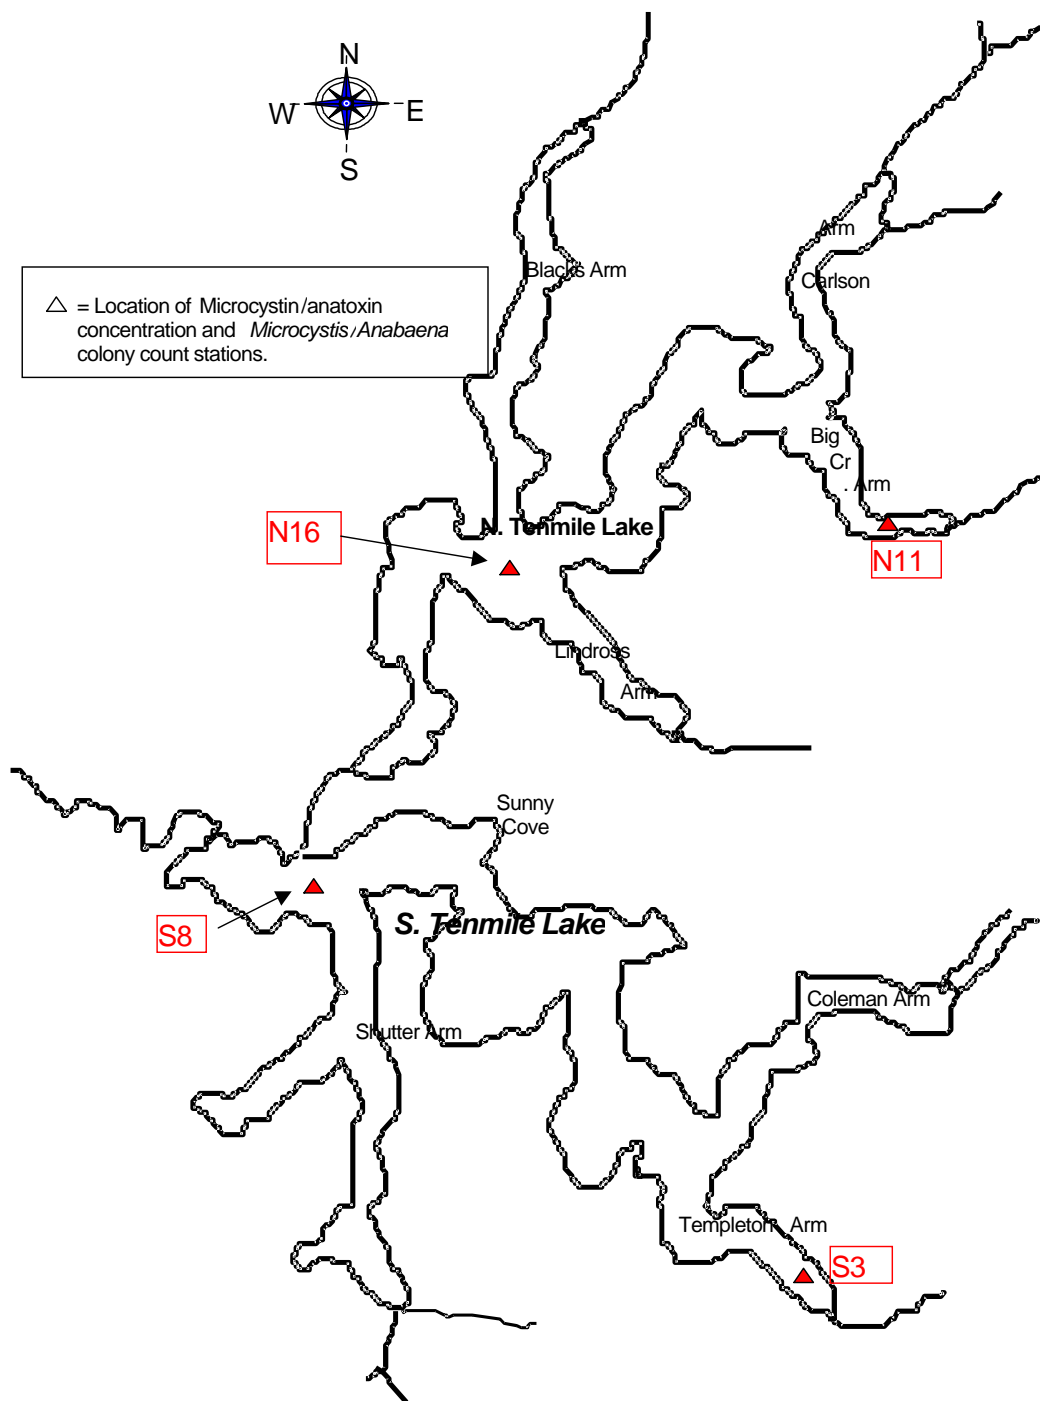 N
W
E
S
Arm
Carlson
Blacks Arm
= Location of Microcystin/anatoxin
concentration and Microcystis/Anabaena
colony count stations.
Big
Cr
. Arm
N16
N. Tenmile Lake
N11
Lindross
Arm
Sunny
Cove
S8
S. Tenmile Lake
Coleman Arm
Shutter Arm
Templeton Arm
S3